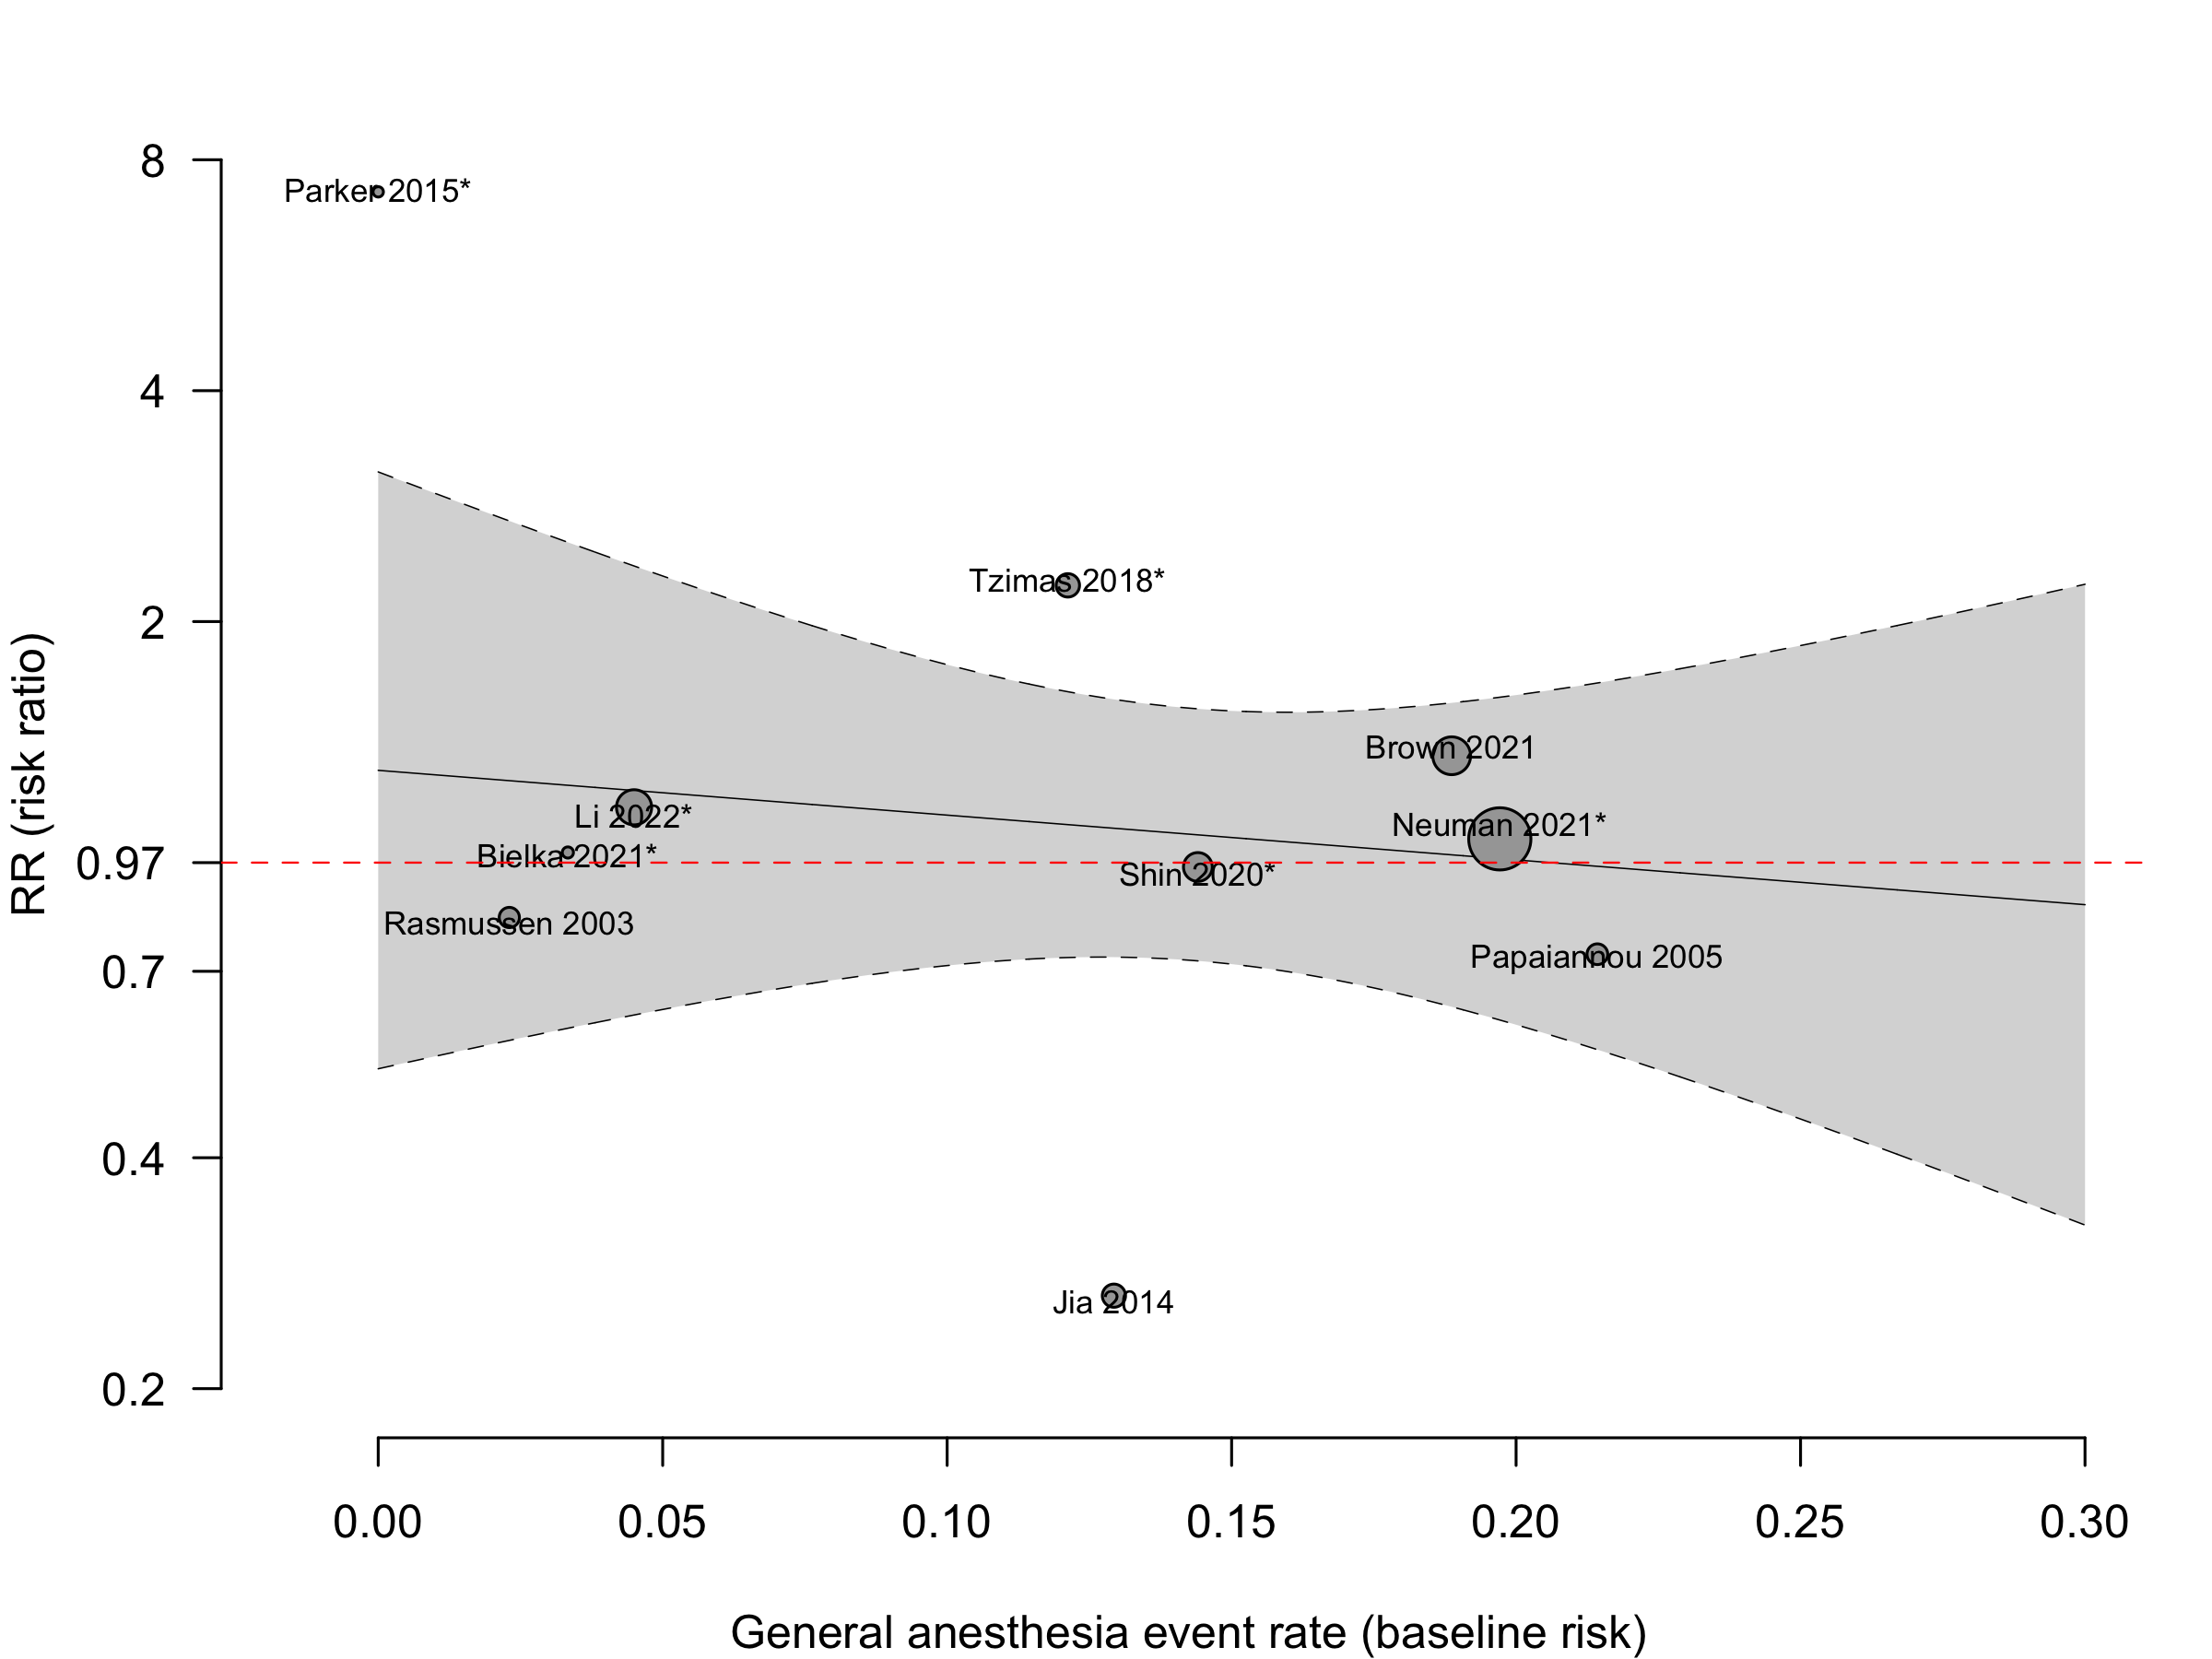 8
Parker 2015*
4
Tzimas 2018*
2
RR (risk ratio)
Brown 2021
Li 2022*
Neuman 2021*
Bielka 2021*
0.97
Shin 2020*
Rasmussen 2003
Papaiannou 2005
0.7
0.4
Jia 2014
0.2
0.00 0.05 0.10 0.15 0.20 0.25 0.30
General anesthesia event rate (baseline risk)